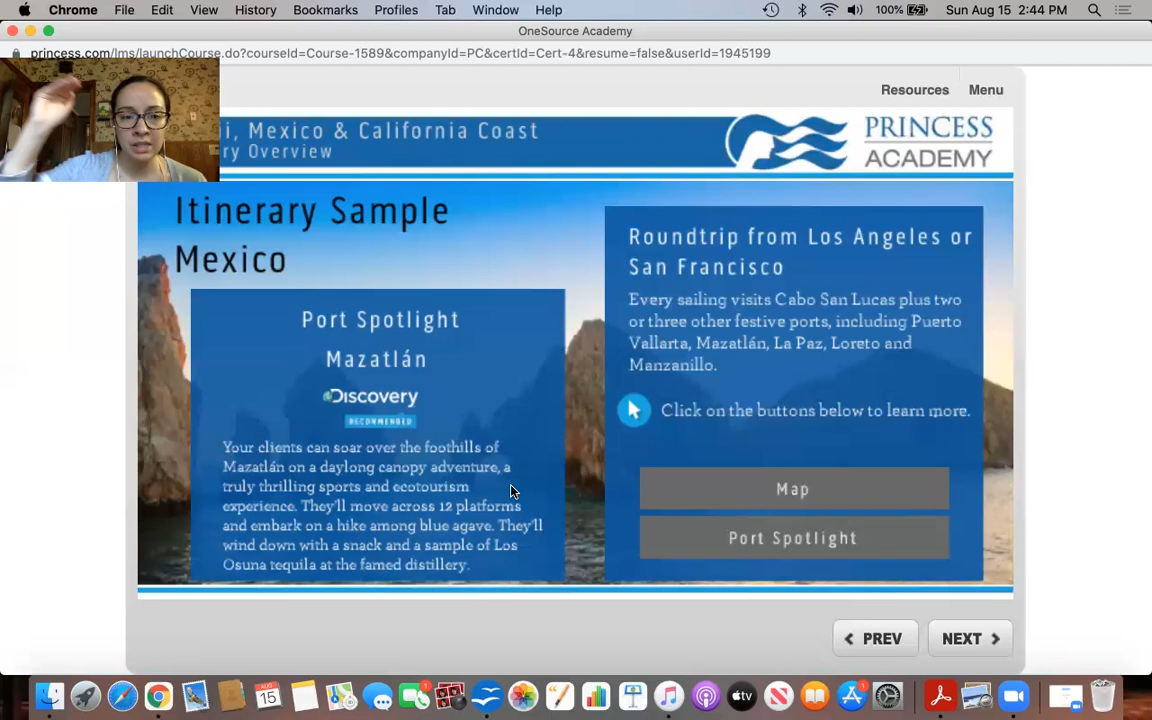 Chrome File Edit View History Bookmarks Profiles Tab Window Help 100% Sun Aug 15 2:44 PM
OneSource Academy
princess.com/lms/launchCourse.do?courseId=Course-1589&companyId=PC&certId=Cert-4&resume=false&userId=1945199
Resources Menu
i, Mexico & California Coast
ry Overview
PRINCESS
ACADEMY
Itinerary Sample
Mexico
Port Spotlight
Mazatlán
Discovery
RECOMMENDED
Your clients can soar over the foothills of
Mazatlán on a daylong canopy adventure, a
truly thrilling sports and ecotourism
experience. They'll move across 12 platforms
and embark on a hike among blue agave. They'll
wind down with a snack and a sample of Los
Osuna tequila at the famed distillery.
Roundtrip from Los Angeles or
San Francisco
Every sailing visits Cabo San Lucas plus two
or three other festive ports, including Puerto
Vallarta, Mazatlán, La Paz, Loreto and
Manzanillo.
Click on the buttons below to learn more.
Map
Port Spotlight
PREV NEXT
AUG
15
tv